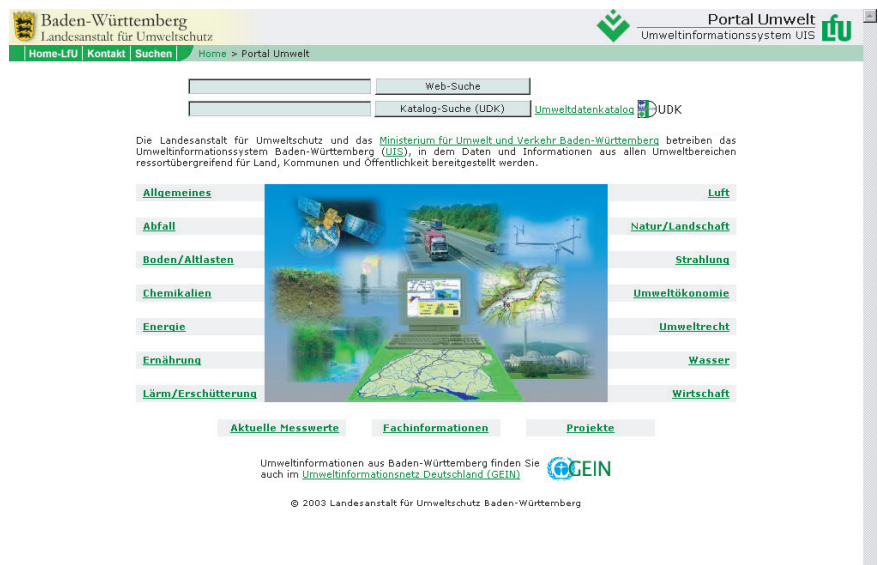 Baden-Württemberg
Landesanstalt für Umweltschutz
Portal Umwelt
Umweltinformationssystem UIS
LfU
Home-LfU Kontakt Suchen Home > Portal Umwelt
Web-Suche
Katalog-Suche (UDK) Umweltdatenkatalog UDK
Die Landesanstalt für Umweltschutz und das Ministerium für Umwelt und Verkehr Baden-Württemberg betreiben das
Umweltinformationssystem Baden-Württemberg (UIS), in dem Daten und Informationen aus allen Umweltbereichen
ressortübergreifend für Land, Kommunen und Öffentlichkeit bereitgestellt werden.
Allgemeines Luft
Abfall Natur/Landschaft
Boden/Altlasten Strahlung
Chemikalien Umweltökonomie
Energie Umweltrecht
Ernährung Wasser
Lärm/Erschütterung Wirtschaft
Aktuelle Messwerte Fachinformationen Projekte
Umweltinformationen aus Baden-Württemberg finden Sie
auch im Umweltinformationsnetz Deutschland (GEIN)
GEIN
© 2003 Landesanstalt für Umweltschutz Baden-Württemberg